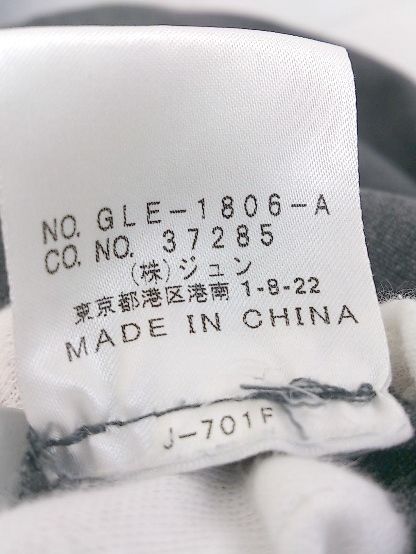 NO. GLE-1806-A
CO. NO. 37285
(株)ジュン
東京都港区港南 1-8-22
MADE IN CHINA
J-701F